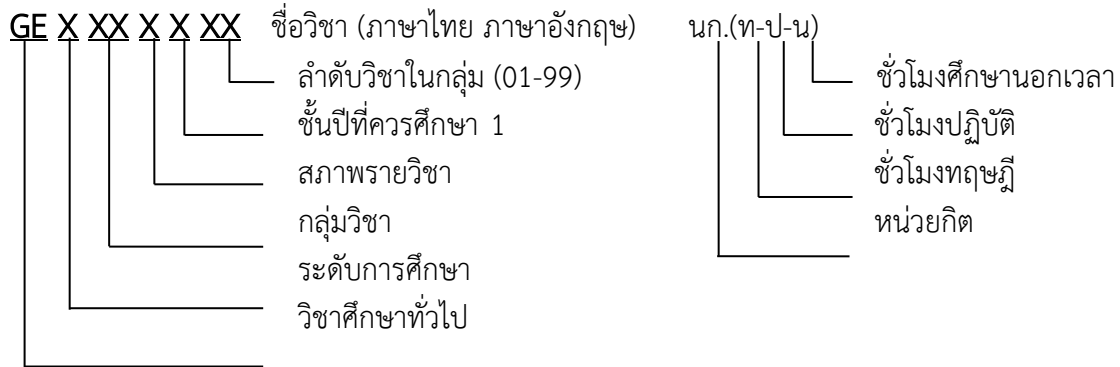 GE X XX X X XX ชื่อวิชา (ภาษาไทย ภาษาอังกฤษ) นก.(ท-ป-น)
ลำดับวิชาในกลุ่ม (01-99) ชั่วโมงศึกษานอกเวลา
ชั้นปีที่ควรศึกษา 1 ชั่วโมงปฏิบัติ
สภาพรายวิชา ชั่วโมงทฤษฎี
กลุ่มวิชา หน่วยกิต
ระดับการศึกษา
วิชาศึกษาทั่วไป